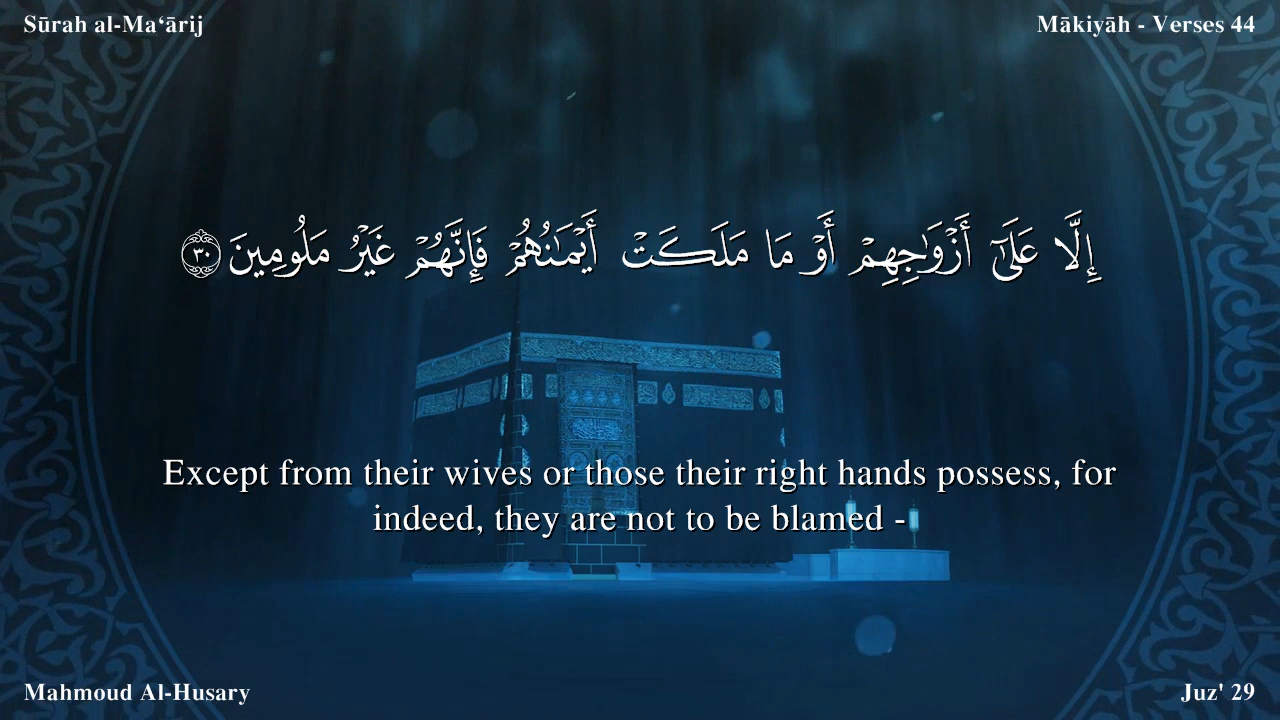 Sūrah al-Ma‘ārij
Mākiyāh - Verses 44
إِلَّا عَلَىٰٓ أَزْوَٰجِهِمْ أَوْ مَا مَلَكَتْ أَيْمَـٰنُهُمْ فَإِنَّهُمْ غَيْرُ مَلُومِينَ ٣٠
Except from their wives or those their right hands possess, for
indeed, they are not to be blamed -
Mahmoud Al-Husary
Juz' 29